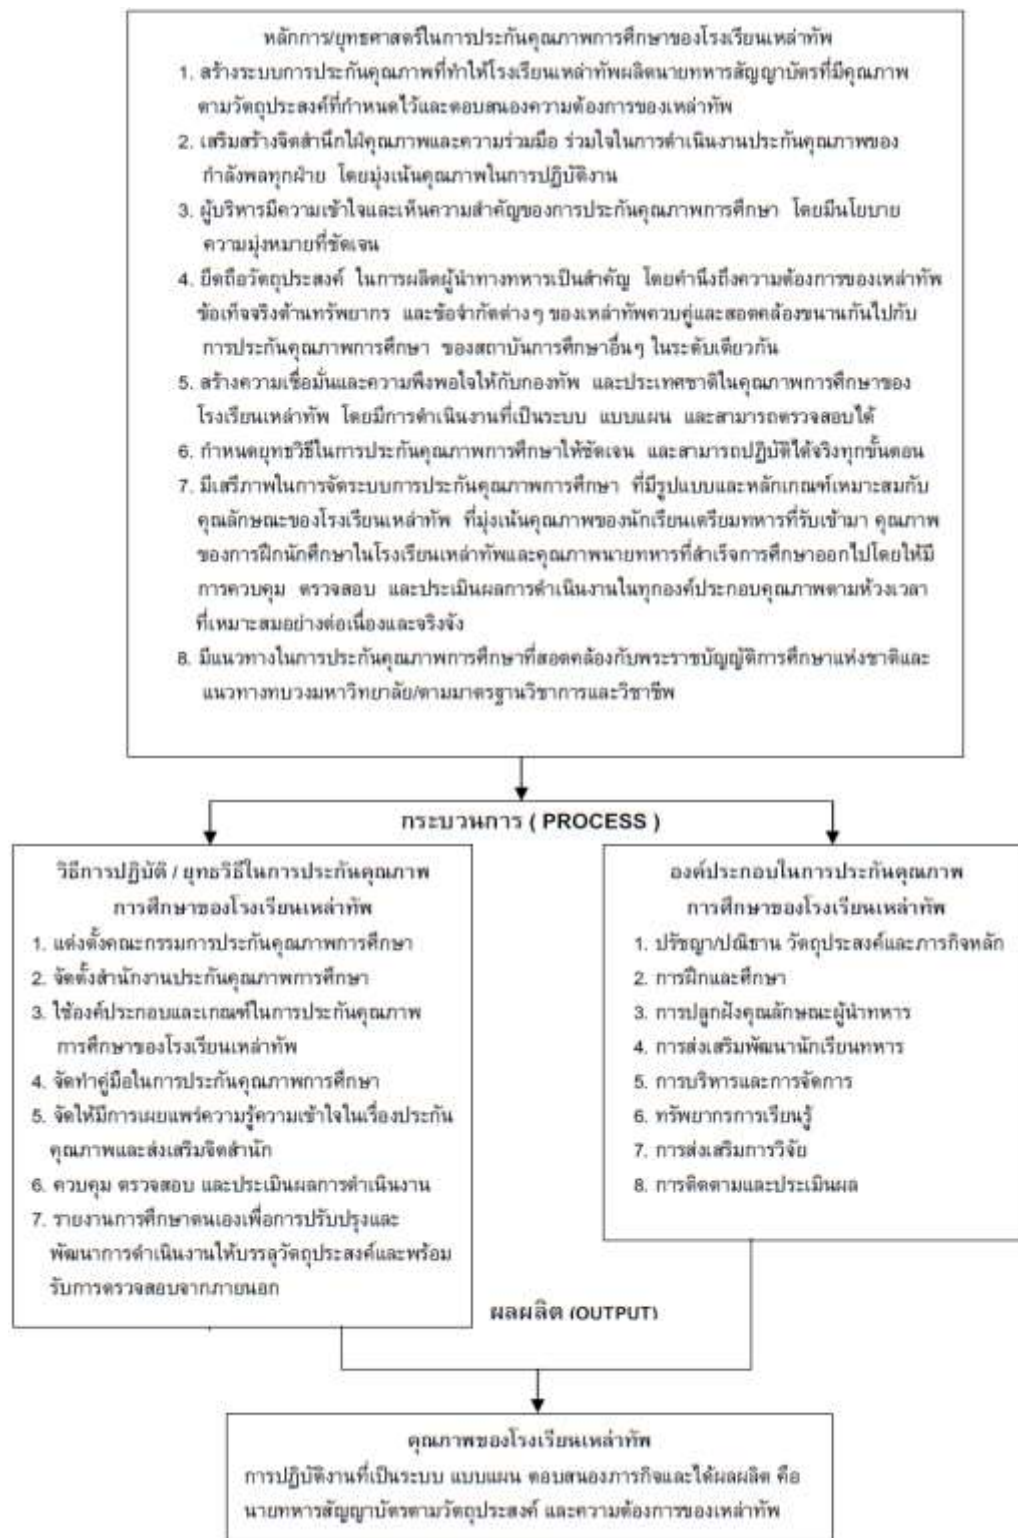 หลักการ/ยุทธศาสตร์ในการประกันคุณภาพการศึกษาของโรงเรียนเหล่าทัพ
1. สร้างระบบการประกันคุณภาพที่ทำให้โรงเรียนเหล่าทัพผลิตนายทหารสัญญาบัตรที่มีคุณภาพ
ตามวัตถุประสงค์ที่กำหนดไว้และตอบสนองความต้องการของเหล่าทัพ
2. เสริมสร้างจิตสำนึกใฝ่คุณภาพและความร่วมมือ ร่วมใจในการดำเนินงานประกันคุณภาพของ
กำลังพลทุกฝ่าย โดยมุ่งเน้นคุณภาพในการปฏิบัติงาน
3. ผู้บริหารมีความเข้าใจและเห็นความสำคัญของการประกันคุณภาพการศึกษา โดยมีนโยบาย
ความมุ่งหมายที่ชัดเจน
4. ยึดถือวัตถุประสงค์ ในการผลิตผู้นำทางทหารเป็นสำคัญ โดยคำนึงถึงความต้องการของเหล่าทัพ
ข้อเท็จจริงด้านทรัพยากร และข้อจำกัดต่างๆ ของเหล่าทัพควบคู่และสอดคล้องขนานกันไปกับ
การประกันคุณภาพการศึกษา ของสถาบันการศึกษาอื่นๆ ในระดับเดียวกัน
5. สร้างความเชื่อมั่นและความพึงพอใจให้กับกองทัพ และประเทศชาติในคุณภาพการศึกษาของ
โรงเรียนเหล่าทัพ โดยมีการดำเนินงานที่เป็นระบบ แบบแผน และสามารถตรวจสอบได้
6. กำหนดยุทธวิธีในการประกันคุณภาพการศึกษาให้ชัดเจน และสามารถปฏิบัติได้จริงทุกขั้นตอน
7. มีเสรีภาพในการจัดระบบการประกันคุณภาพการศึกษา ที่มีรูปแบบและหลักเกณฑ์เหมาะสมกับ
คุณลักษณะของโรงเรียนเหล่าทัพ ที่มุ่งเน้นคุณภาพของนักเรียนเตรียมทหารที่รับเข้ามา คุณภาพ
ของการฝึกนักศึกษาในโรงเรียนเหล่าทัพและคุณภาพนายทหารที่สำเร็จการศึกษาออกไปโดยให้มี
การควบคุม ตรวจสอบ และประเมินผลการดำเนินงานในทุกองค์ประกอบคุณภาพตามห้วงเวลา
ที่เหมาะสมอย่างต่อเนื่องและจริงจัง
8. มีแนวทางในการประกันคุณภาพการศึกษาที่สอดคล้องกับพระราชบัญญัติการศึกษาแห่งชาติและ
แนวทางทบวงมหาวิทยาลัย/ตามมาตรฐานวิชาการและวิชาชีพ
กระบวนการ ( PROCESS )
วิธีการปฏิบัติ / ยุทธวิธีในการประกันคุณภาพ
การศึกษาของโรงเรียนเหล่าทัพ
1. แต่งตั้งคณะกรรมการประกันคุณภาพการศึกษา
2. จัดตั้งสำนักงานประกันคุณภาพการศึกษา
3. ใช้องค์ประกอบและเกณฑ์ในการประกันคุณภาพ
การศึกษาของโรงเรียนเหล่าทัพ
4. จัดทำคู่มือในการประกันคุณภาพการศึกษา
5. จัดให้มีการเผยแพร่ความรู้ความเข้าใจในเรื่องประกัน
คุณภาพและส่งเสริมจิตสำนัก
6. ควบคุม ตรวจสอบ และประเมินผลการดำเนินงาน
7. รายงานการศึกษาตนเองเพื่อการปรับปรุงและ
พัฒนาการดำเนินงานให้บรรลุวัตถุประสงค์และพร้อม
รับการตรวจสอบจากภายนอก
องค์ประกอบในการประกันคุณภาพ
การศึกษาของโรงเรียนเหล่าทัพ
1. ปรัชญา/ปณิธาน วัตถุประสงค์และภารกิจหลัก
2. การฝึกและศึกษา
3. การปลูกฝังคุณลักษณะผู้นำทหาร
4. การส่งเสริมพัฒนานักเรียนทหาร
5. การบริหารและการจัดการ
6. ทรัพยากรการเรียนรู้
7. การส่งเสริมการวิจัย
8. การติดตามและประเมินผล
ผลผลิต (OUTPUT)
คุณภาพของโรงเรียนเหล่าทัพ
การปฏิบัติงานที่เป็นระบบ แบบแผน ตอบสนองภารกิจและได้ผลผลิต คือ
นายทหารสัญญาบัตรตามวัตถุประสงค์ และความต้องการของเหล่าทัพ